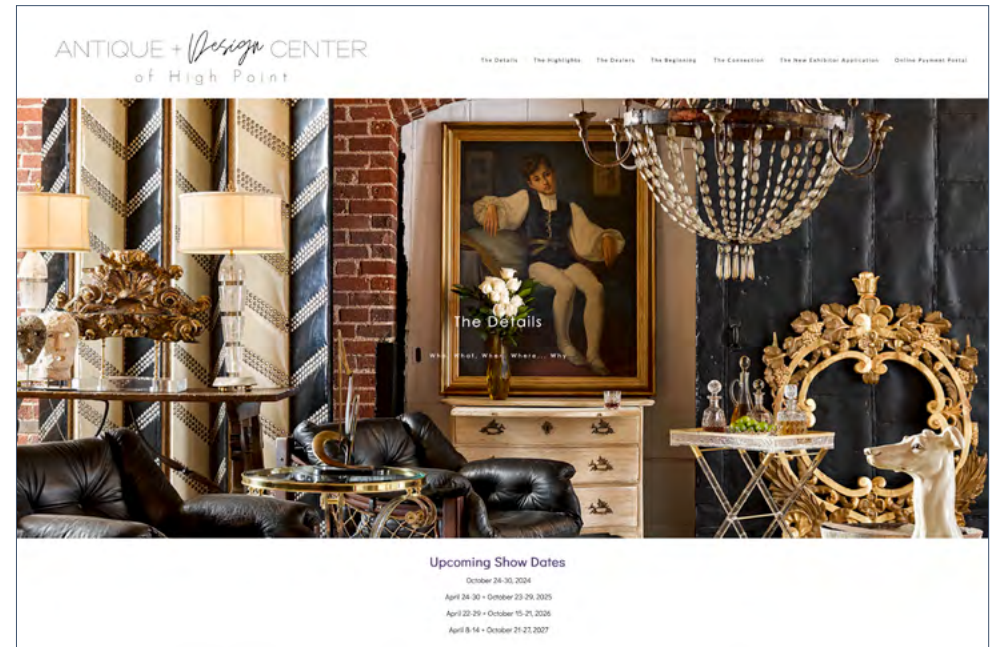 ANTIQUE + Design CENTER
of High Point
The Details The Highlights The Dealers The Beginning The Connection The New Exhibitor Application Online Payment Portal
The Details
Who, What, When, Where... Why
Upcoming Show Dates
October 24-30, 2024
April 24-30 • October 23-29, 2025
April 22-29 • October 15-21, 2026
April 8-14 • October 21-27, 2027